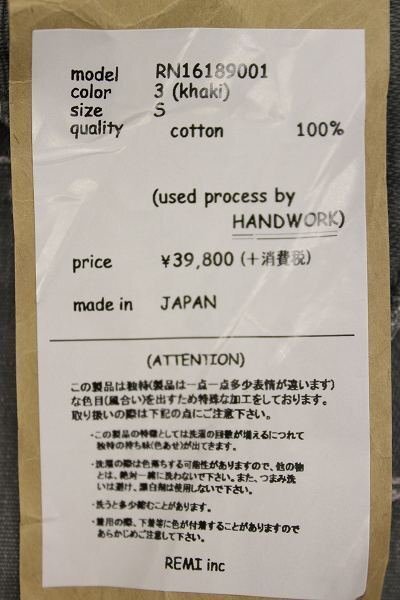 model RN16189001
color 3 (khaki)
size S
quality cotton 100%
(used process by
HANDWORK)
price ¥39,800 (+消費税)
made in JAPAN
(ATTENTION)
この製品は独特(製品は一点一点多少表情が違います)
な色目(風合い)を出すため特殊な加工をしております。
取り扱いの際は下記の点にご注意下さい。
・この製品の特徴としては洗濯の回数が増えるにつれて
独特の持ち味(色あせ)が出てきます。
・洗濯の際は色落ちする可能性がありますので、他の物
とは、絶対一緒に洗わないで下さい。また、つまみ洗
いは避け、漂白剤は使用しないで下さい。
・洗うと多少縮むことがあります。
・着用の際、下着等に色が付着することがありますので
あらかじめご注意して下さい。
REMI inc